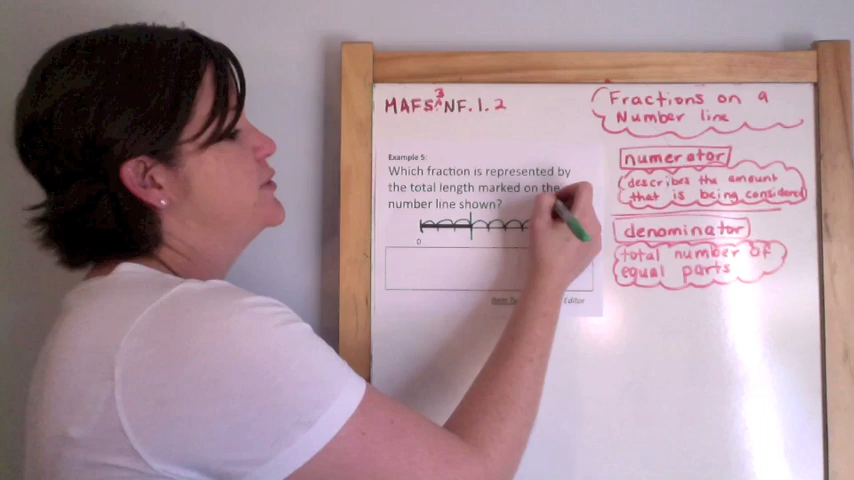 MAFS.3NF.1.2
Fractions on a
Number line
Example 5:
Which fraction is represented by
the total length marked on the
number line shown?
0
Editor
numerator
describes the amount
that is being considered
denominator
total number of
equal parts